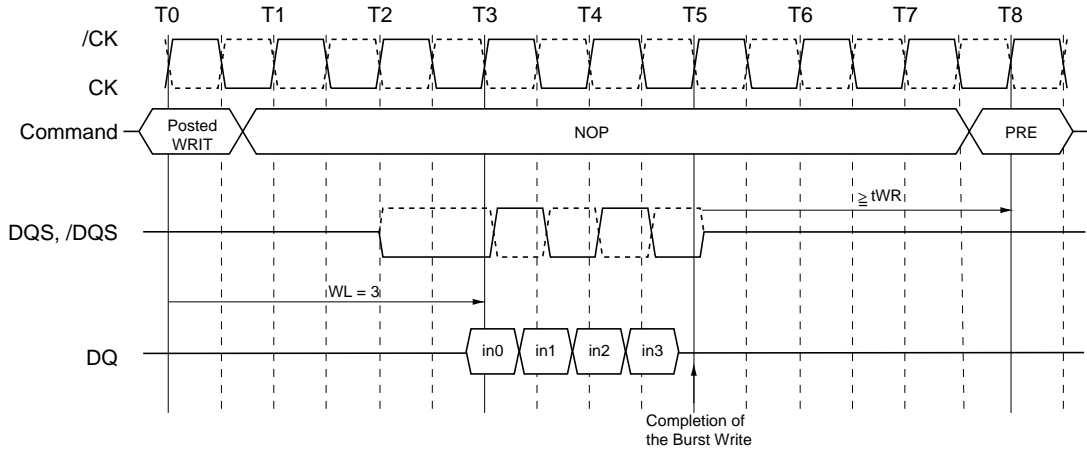 T0 T1 T2 T3 T4 T5 T6 T7 T8
/CK
CK
Command
Posted
WRIT
NOP
PRE
≧ tWR
DQS, /DQS
WL = 3
DQ
in0 in1 in2 in3
Completion of
the Burst Write